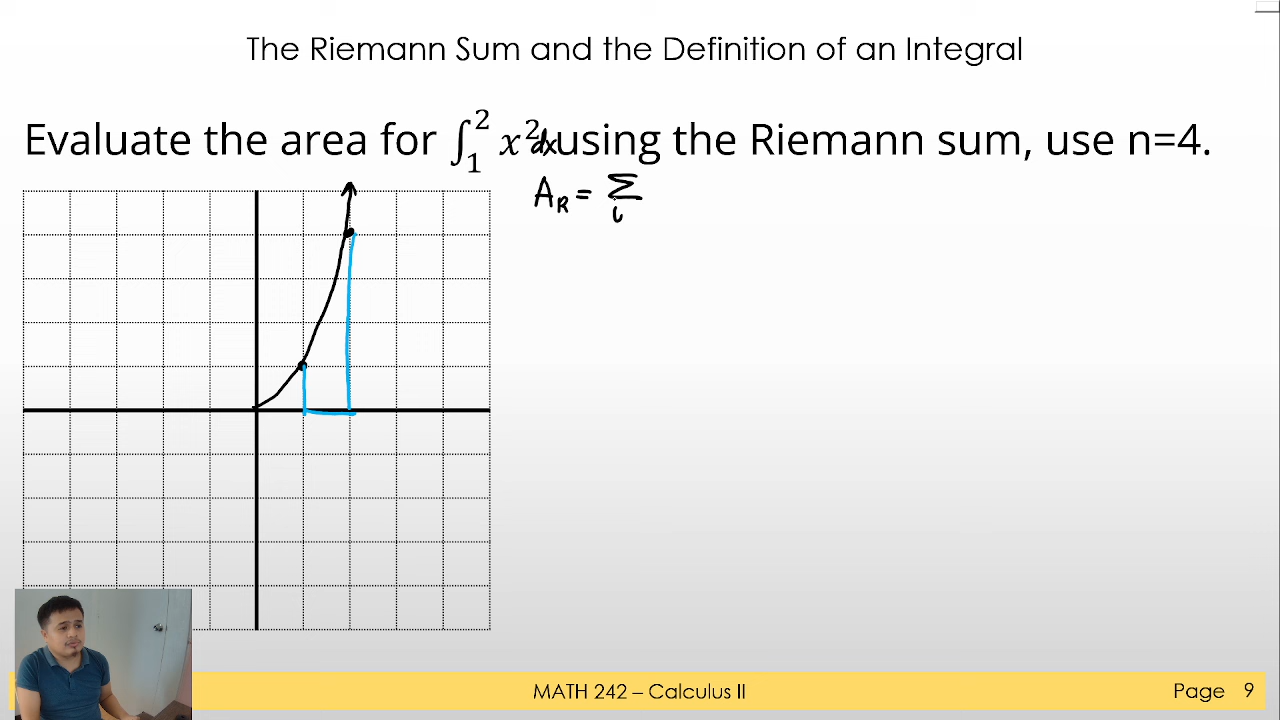 The Riemann Sum and the Definition of an Integral
Evaluate the area for ∫₁² x² dx using the Riemann sum, use n=4.
A_R = Σ
i
MATH 242 – Calculus II
Page 9